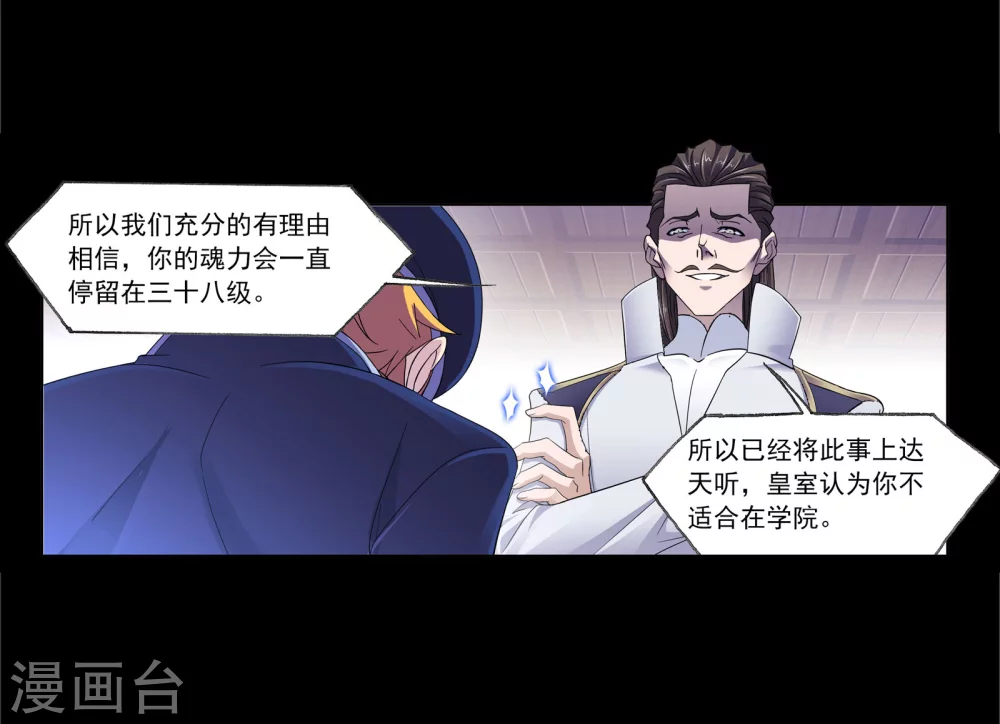 所以我们充分的有理由
相信，你的魂力会一直
停留在三十八级。
所以已经将此事上达
天听，皇室认为你不
适合在学院。
漫画台